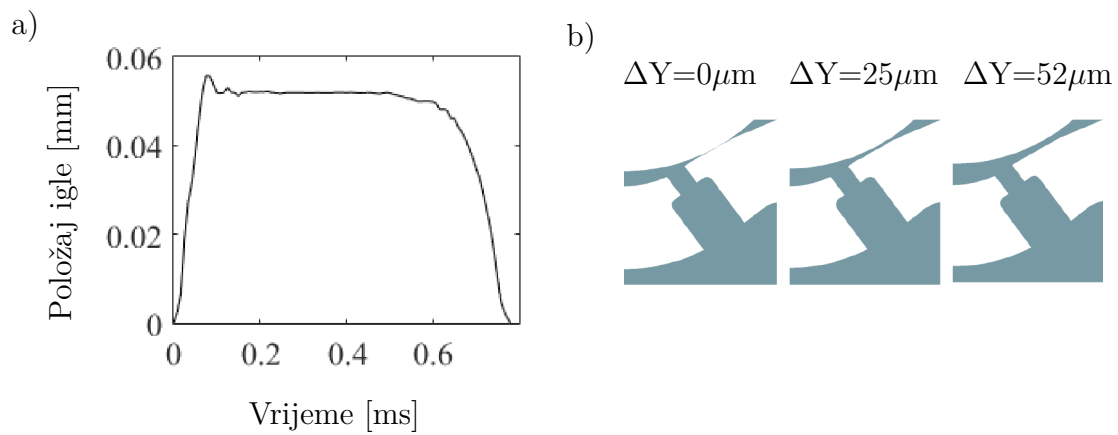 a)
Položaj igle [mm]
0.06
0.04
0.02
0
0 0.2 0.4 0.6
Vrijeme [ms]
b)
ΔY=0μm ΔY=25μm ΔY=52μm